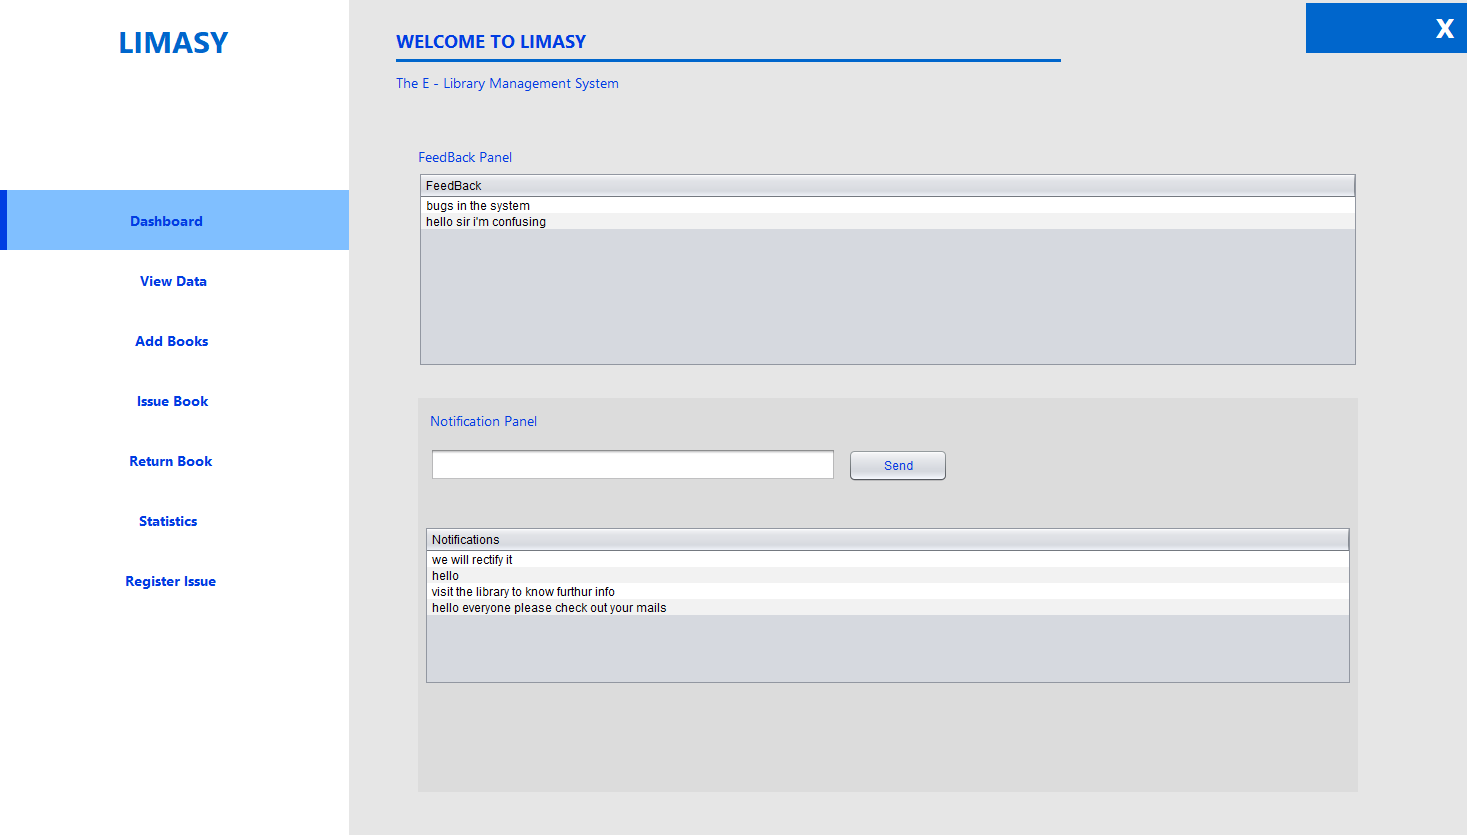 LIMASY
Dashboard
View Data
Add Books
Issue Book
Return Book
Statistics
Register Issue
X
WELCOME TO LIMASY
The E - Library Management System
FeedBack Panel
FeedBack
bugs in the system
hello sir i'm confusing
Notification Panel
Send
Notifications
we will rectify it
hello
visit the library to know furthur info
hello everyone please check out your mails